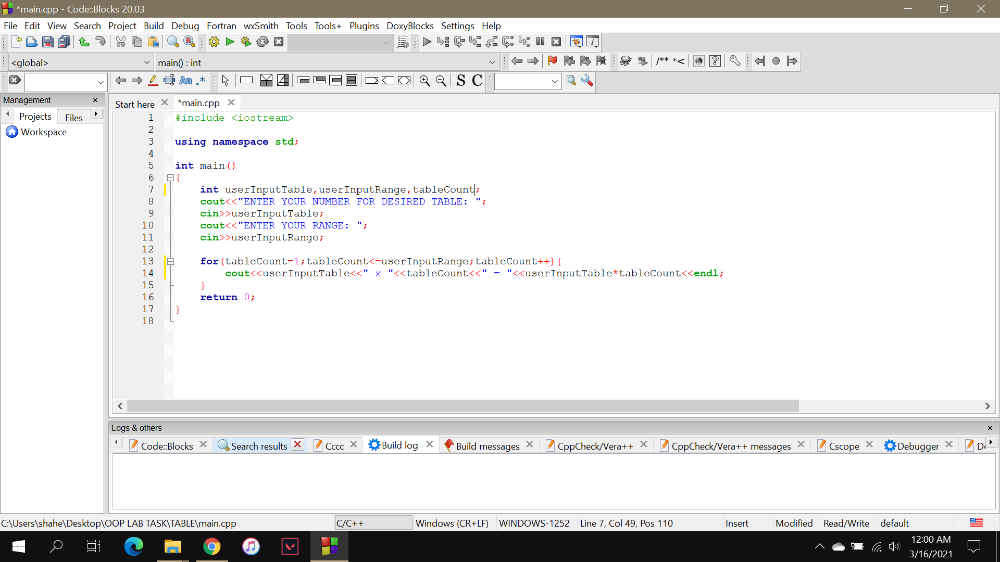 *main.cpp - Code::Blocks 20.03
File Edit View Search Project Build Debug Fortran wxSmith Tools Tools+ Plugins DoxyBlocks Settings Help
<global> main() : int /** *<
Aa .* S C
Management
Projects Files
Workspace
Start here *main.cpp
1 #include <iostream>
2
3 using namespace std;
4
5 int main()
6 {
7 int userInputTable,userInputRange,tableCount;
8 cout<<"ENTER YOUR NUMBER FOR DESIRED TABLE: ";
9 cin>>userInputTable;
10 cout<<"ENTER YOUR RANGE: ";
11 cin>>userInputRange;
12
13 for(tableCount=1;tableCount<=userInputRange;tableCount++){
14 cout<<userInputTable<<" x "<<tableCount<<" = "<<userInputTable*tableCount<<endl;
15 }
16 return 0;
17 }
18
Logs & others
Code::Blocks Search results Cccc Build log Build messages CppCheck/Vera++ CppCheck/Vera++ messages Cscope Debugger
C:\Users\shahe\Desktop\OOP LAB TASK\TABLE\main.cpp C/C++ Windows (CR+LF) WINDOWS-1252 Line 7, Col 49, Pos 110 Insert Modified Read/Write default
12:00 AM
3/16/2021